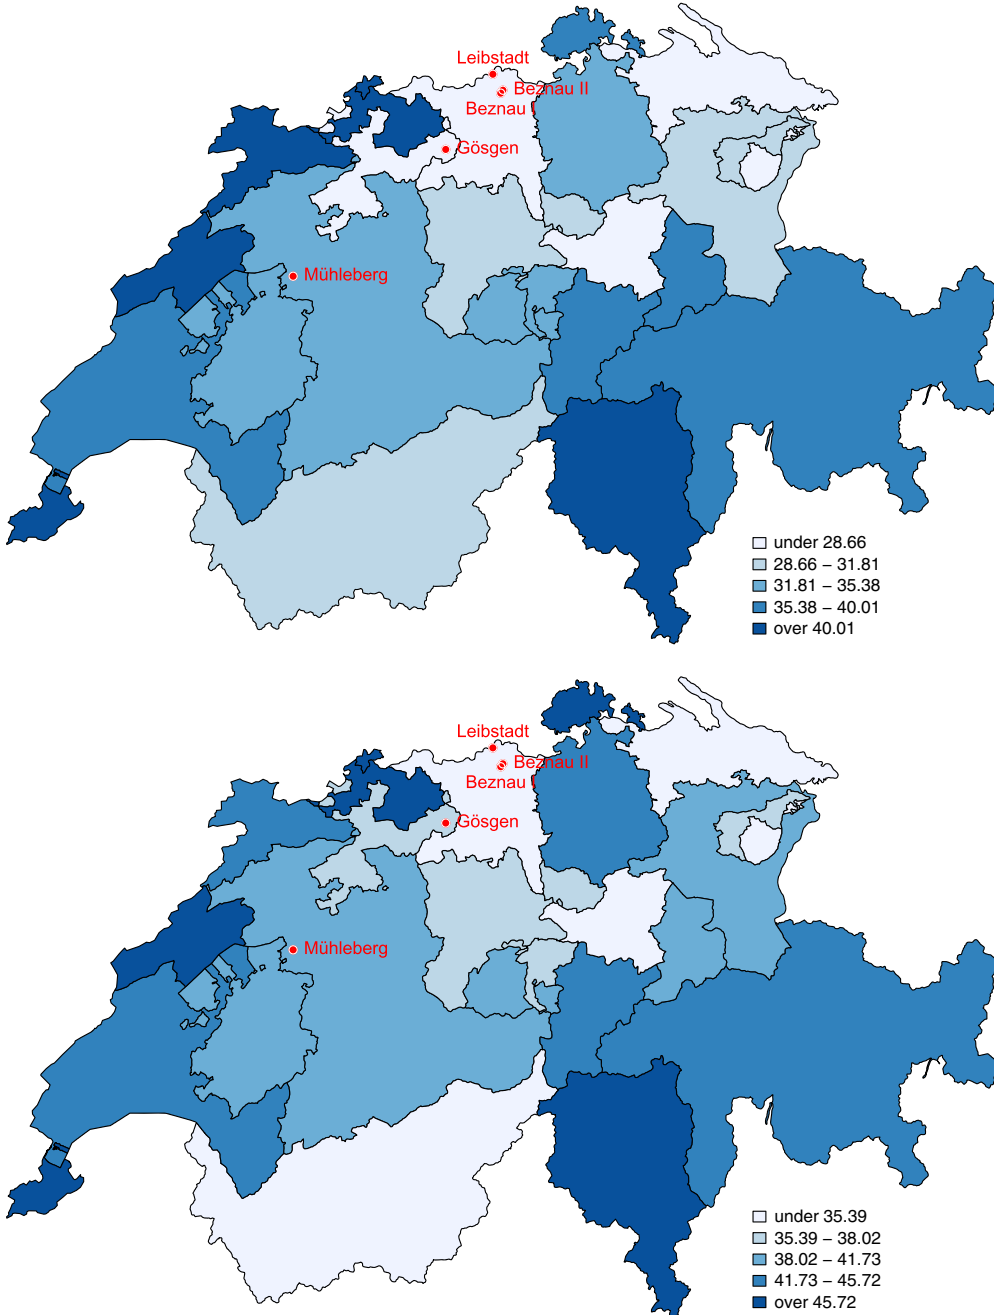 Leibstadt
Beznau II
Beznau I
Gösgen
Mühleberg
under 28.66
28.66 – 31.81
31.81 – 35.38
35.38 – 40.01
over 40.01
Leibstadt
Beznau II
Beznau I
Gösgen
Mühleberg
under 35.39
35.39 – 38.02
38.02 – 41.73
41.73 – 45.72
over 45.72